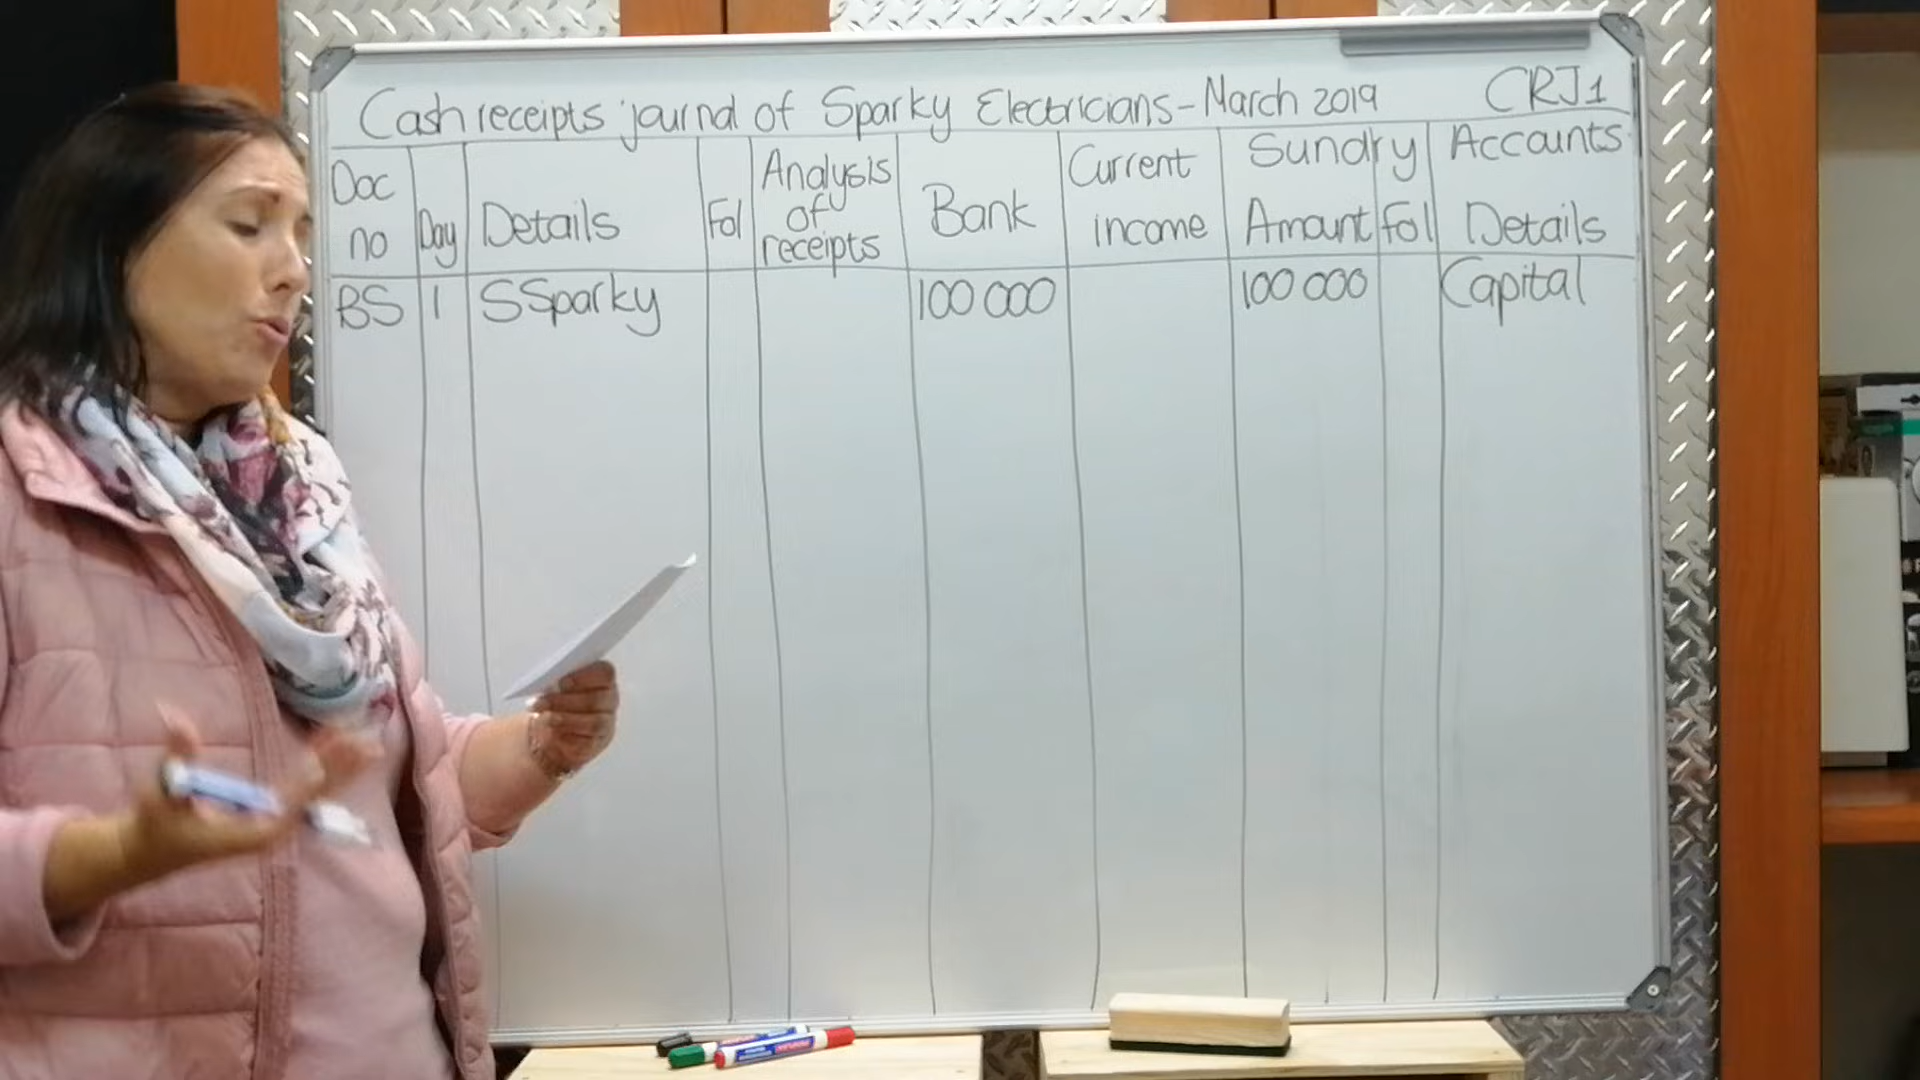 Cash receipts journal of Sparky Electricians - March 2019 CRJ1
Doc no Day Details Fol Analysis of receipts Bank Current income Sundry Accounts Amount Fol Details
BS 1 S Sparky 100 000 100 000 Capital